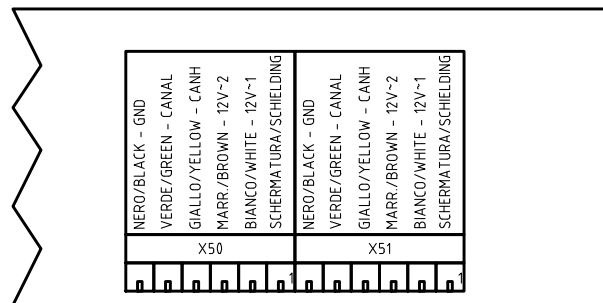 NERO/BLACK - GND
VERDE/GREEN - CANAL
GIALLO/YELLOW - CANH
MARR./BROWN - 12V~2
BIANCO/WHITE - 12V~1
SCHERMATURA/SCHIELDING
NERO/BLACK - GND
VERDE/GREEN - CANAL
GIALLO/YELLOW - CANH
MARR./BROWN - 12V~2
BIANCO/WHITE - 12V~1
SCHERMATURA/SCHIELDING
X50
X51
1
1